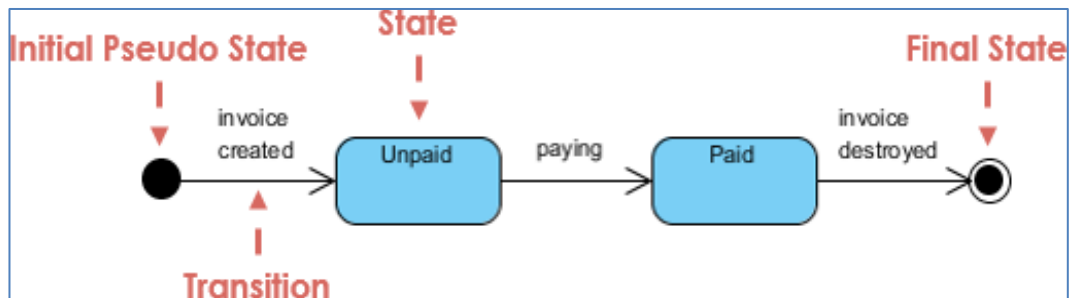 State
Initial Pseudo State
Final State
invoice
created
Unpaid
paying
Paid
invoice
destroyed
Transition